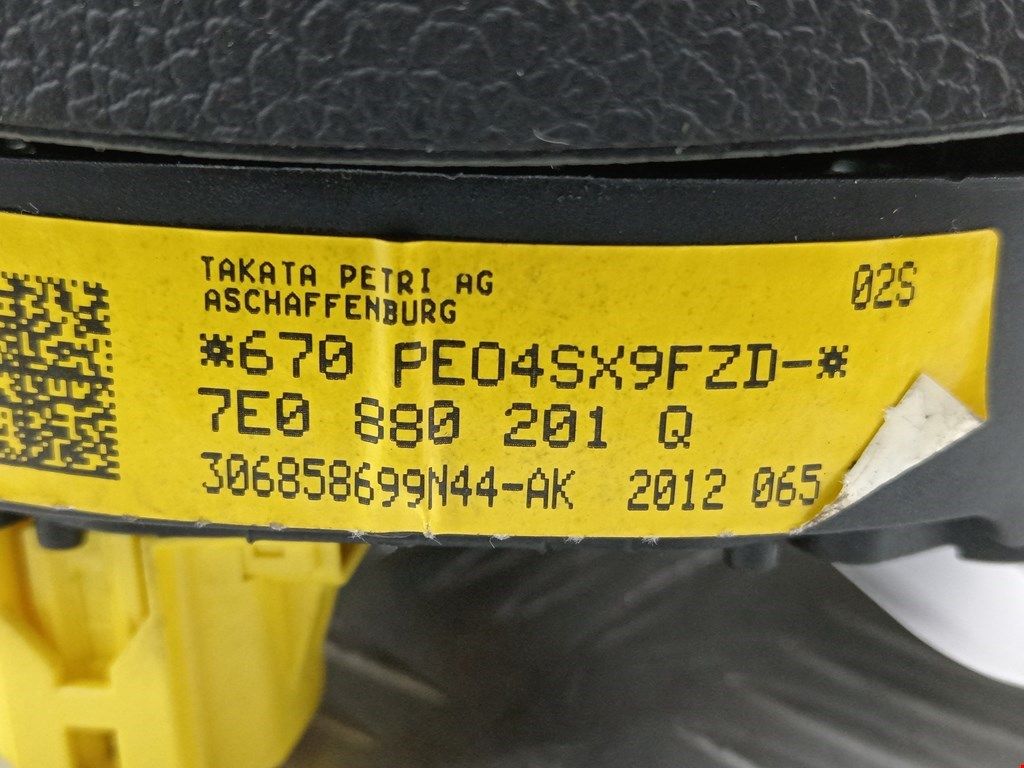 TAKATA PETRI AG
ASCHAFFENBURG
02S
*670 PE04SX9FZD-*
7E0 880 201 Q
306858699N44-AK 2012 065